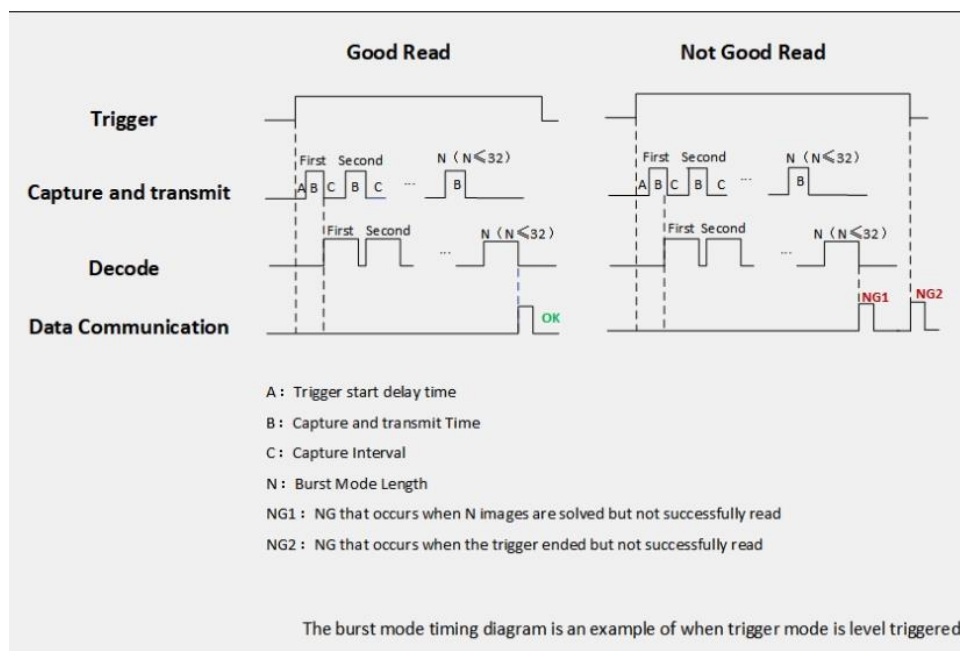 Good Read Not Good Read
Trigger
First Second N（N≤32） First Second N（N≤32）
Capture and transmit A B C B C ... B A B C B C ... B
First Second N（N≤32） First Second N（N≤32）
Decode ... ...
Data Communication OK NG1 NG2
A：Trigger start delay time
B：Capture and transmit Time
C：Capture Interval
N：Burst Mode Length
NG1：NG that occurs when N images are solved but not successfully read
NG2：NG that occurs when the trigger ended but not successfully read
The burst mode timing diagram is an example of when trigger mode is level triggered